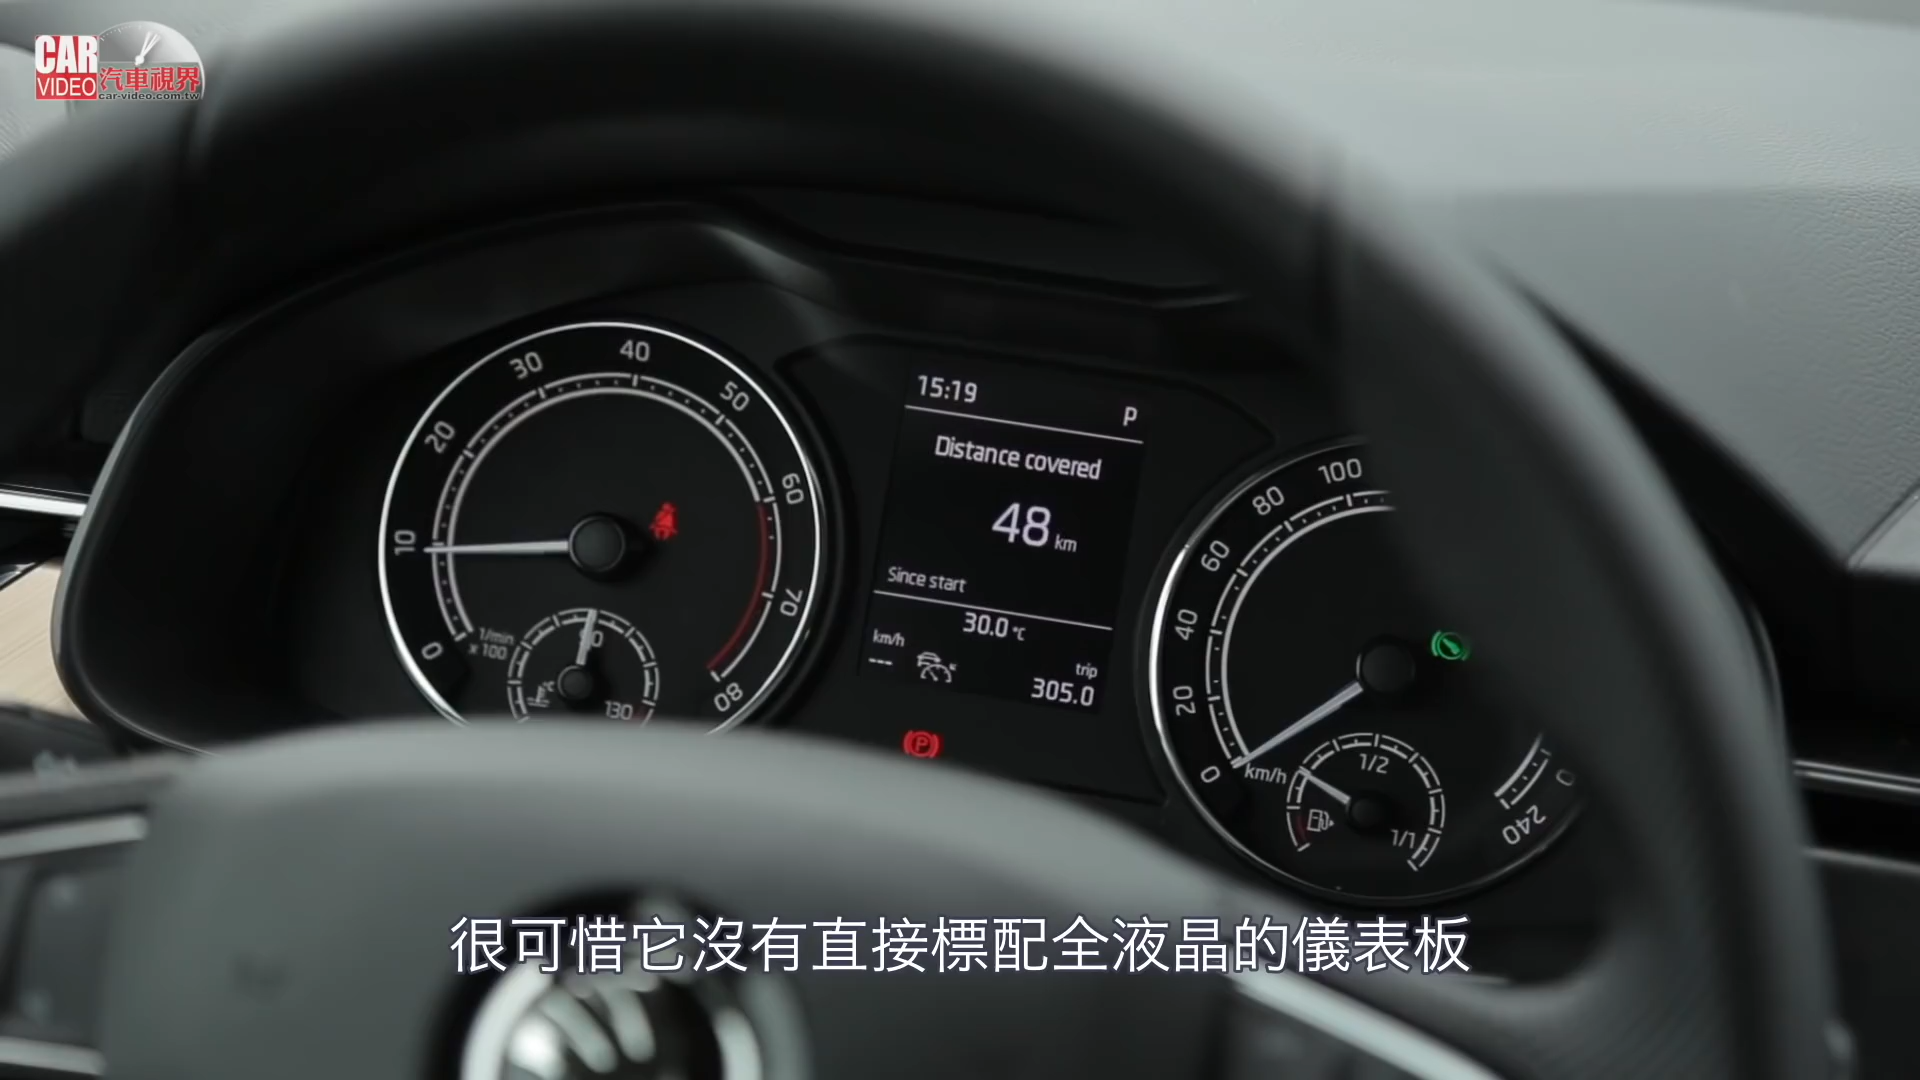 CAR
VIDEO 汽車視界
car-video.com.tw
40
30
50
20
60
10
70
0
1/min
x 100
90
130
80
15:19
P
Distance covered
48 km
Since start
30.0 °C
km/h
---
trip
305.0
P
100
80
60
40
20
0
km/h
1/2
1/1
240
很可惜它沒有直接標配全液晶的儀表板